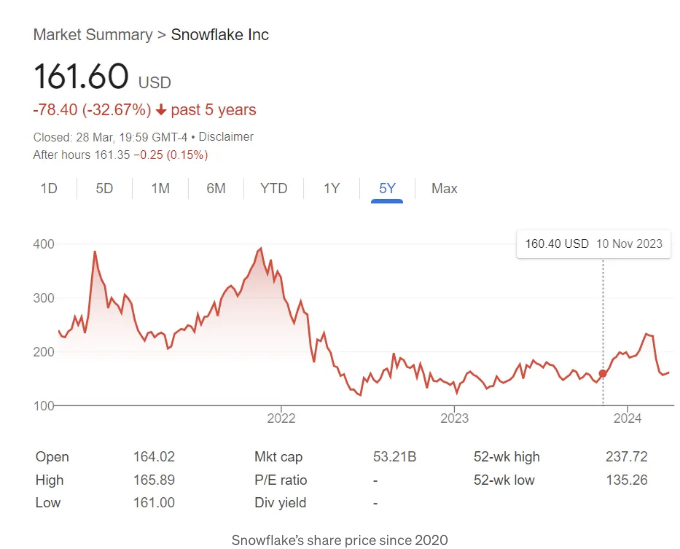 Market Summary > Snowflake Inc
161.60 USD
-78.40 (-32.67%) ↓ past 5 years
Closed: 28 Mar, 19:59 GMT-4 • Disclaimer
After hours 161.35 −0.25 (0.15%)
1D 5D 1M 6M YTD 1Y 5Y Max
400
160.40 USD 10 Nov 2023
300
200
100
2022 2023 2024
Open 164.02 Mkt cap 53.21B 52-wk high 237.72
High 165.89 P/E ratio - 52-wk low 135.26
Low 161.00 Div yield -
Snowflake's share price since 2020